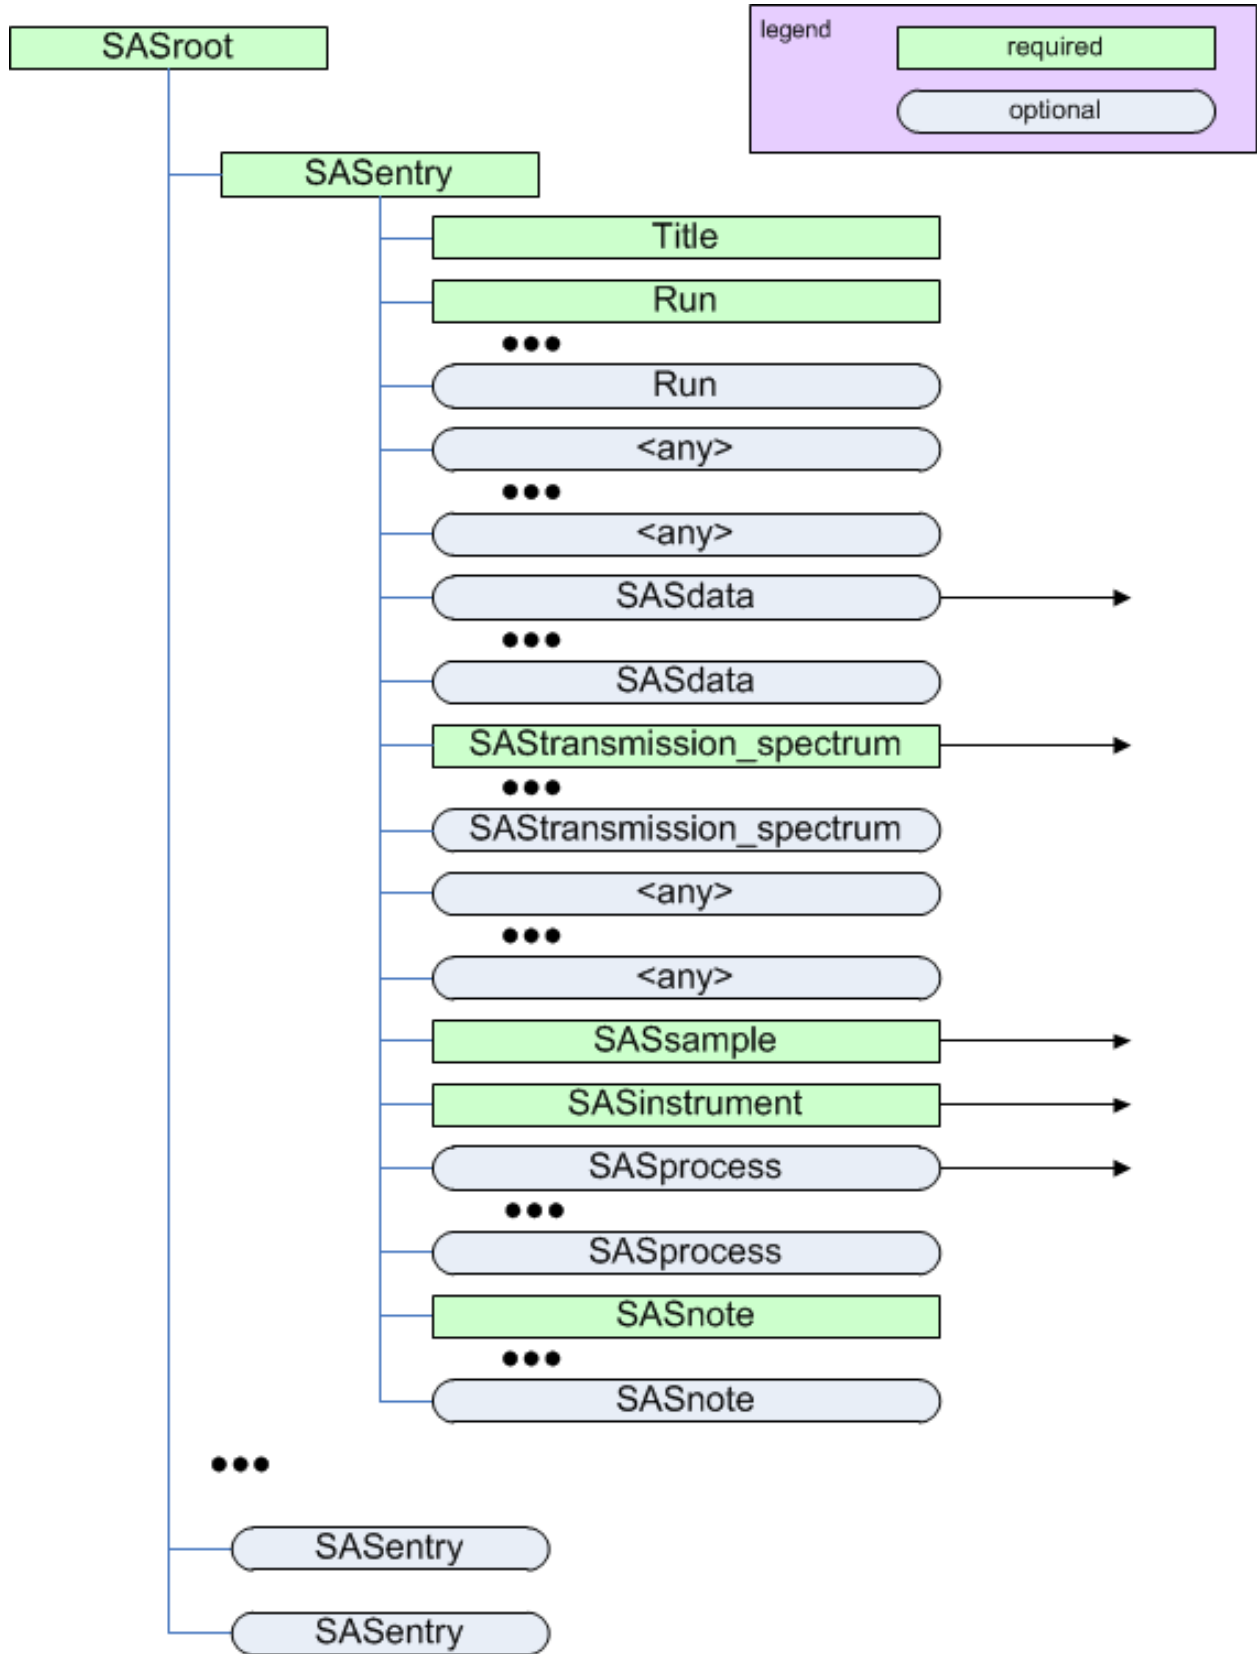 SASroot
legend
required
optional
SASentry
Title
Run
Run
<any>
<any>
SASdata
SASdata
SAStransmission_spectrum
SAStransmission_spectrum
<any>
<any>
SASsample
SASinstrument
SASprocess
SASprocess
SASnote
SASnote
SASentry
SASentry